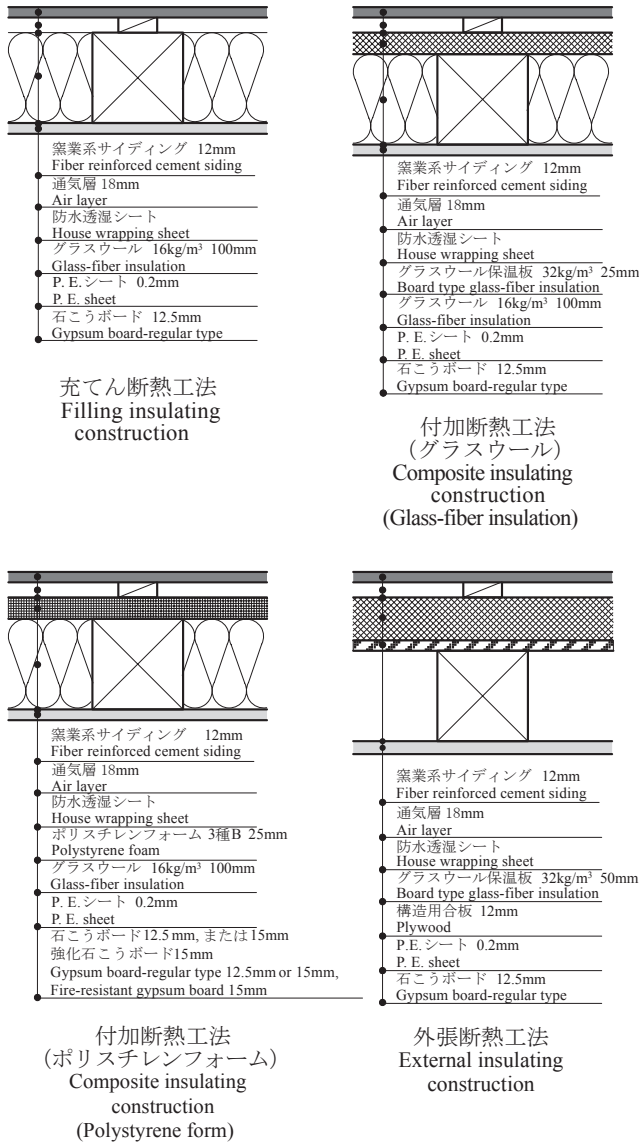 窯業系サイディング 12mm
Fiber reinforced cement siding
通気層 18mm
Air layer
防水透湿シート
House wrapping sheet
グラスウール 16kg/m³ 100mm
Glass-fiber insulation
P. E.シート 0.2mm
P. E. sheet
石こうボード 12.5mm
Gypsum board-regular type
充てん断熱工法
Filling insulating
construction
窯業系サイディング 12mm
Fiber reinforced cement siding
通気層 18mm
Air layer
防水透湿シート
House wrapping sheet
グラスウール保温板 32kg/m³ 25mm
Board type glass-fiber insulation
グラスウール 16kg/m³ 100mm
Glass-fiber insulation
P. E.シート 0.2mm
P. E. sheet
石こうボード 12.5mm
Gypsum board-regular type
付加断熱工法
(グラスウール)
Composite insulating
construction
(Glass-fiber insulation)
窯業系サイディング 12mm
Fiber reinforced cement siding
通気層 18mm
Air layer
防水透湿シート
House wrapping sheet
ポリスチレンフォーム 3種B 25mm
Polystyrene foam
グラスウール 16kg/m³ 100mm
Glass-fiber insulation
P. E.シート 0.2mm
P. E. sheet
石こうボード12.5mm, または15mm
強化石こうボード15mm
Gypsum board-regular type 12.5mm or 15mm,
Fire-resistant gypsum board 15mm
付加断熱工法
(ポリスチレンフォーム)
Composite insulating
construction
(Polystyrene form)
窯業系サイディング 12mm
Fiber reinforced cement siding
通気層 18mm
Air layer
防水透湿シート
House wrapping sheet
グラスウール保温板 32kg/m³ 50mm
Board type glass-fiber insulation
構造用合板 12mm
Plywood
P.E.シート 0.2mm
P. E. sheet
石こうボード 12.5mm
Gypsum board-regular type
外張断熱工法
External insulating
construction